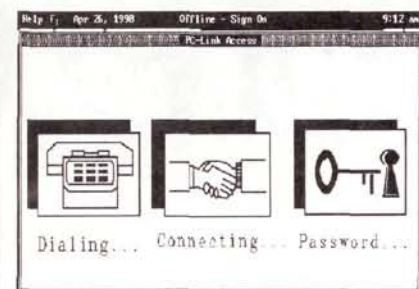 Help F1 Apr 26, 1990 Offline - Sign On 9:12 am
PC-Link Access
Dialing... Connecting... Password...